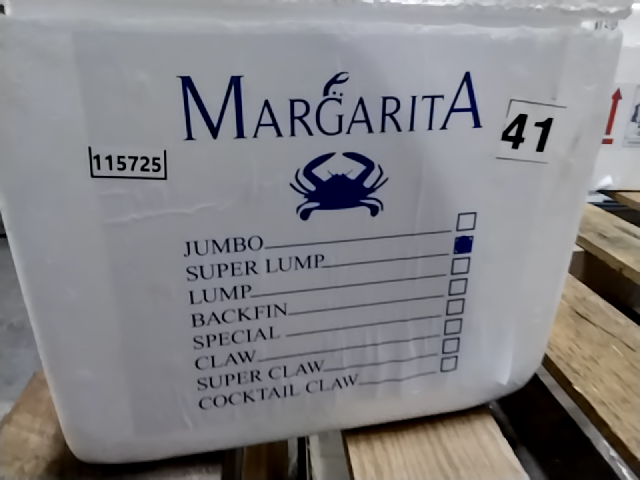 MARGARITA
41
115725
JUMBO
SUPER LUMP
LUMP
BACKFIN
SPECIAL
CLAW
SUPER CLAW
COCKTAIL CLAW